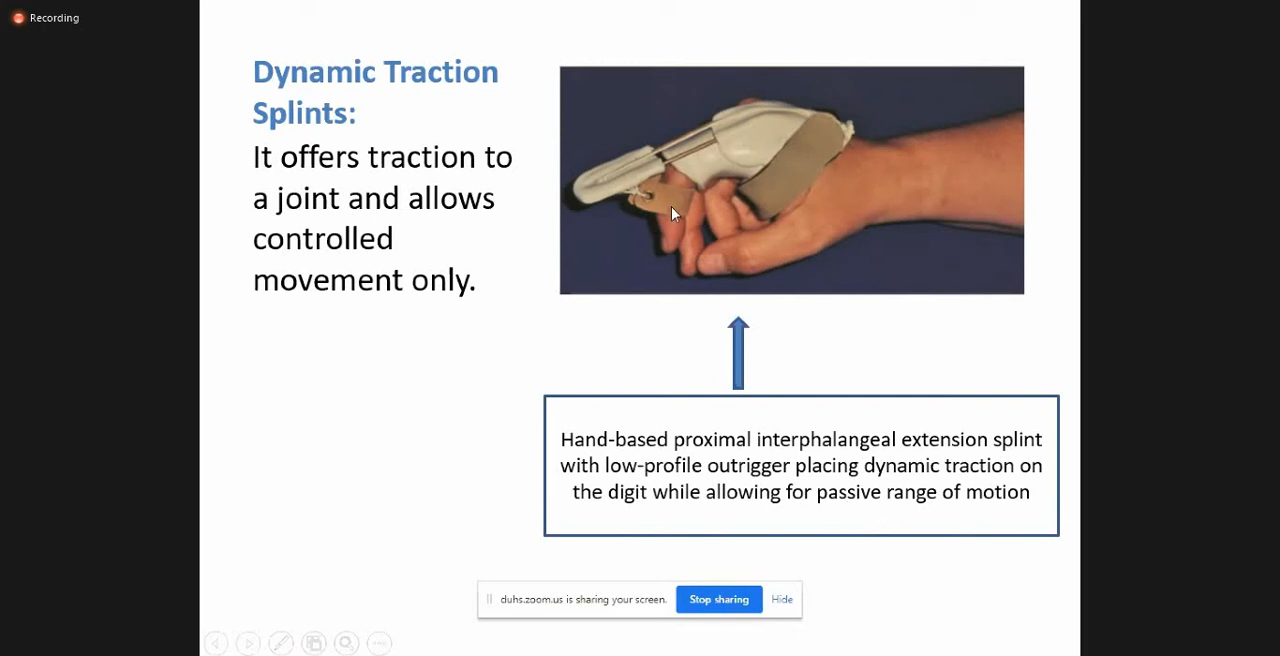 Recording
Dynamic Traction
Splints:
It offers traction to
a joint and allows
controlled
movement only.
Hand-based proximal interphalangeal extension splint
with low-profile outrigger placing dynamic traction on
the digit while allowing for passive range of motion
duhs.zoom.us is sharing your screen. Stop sharing Hide